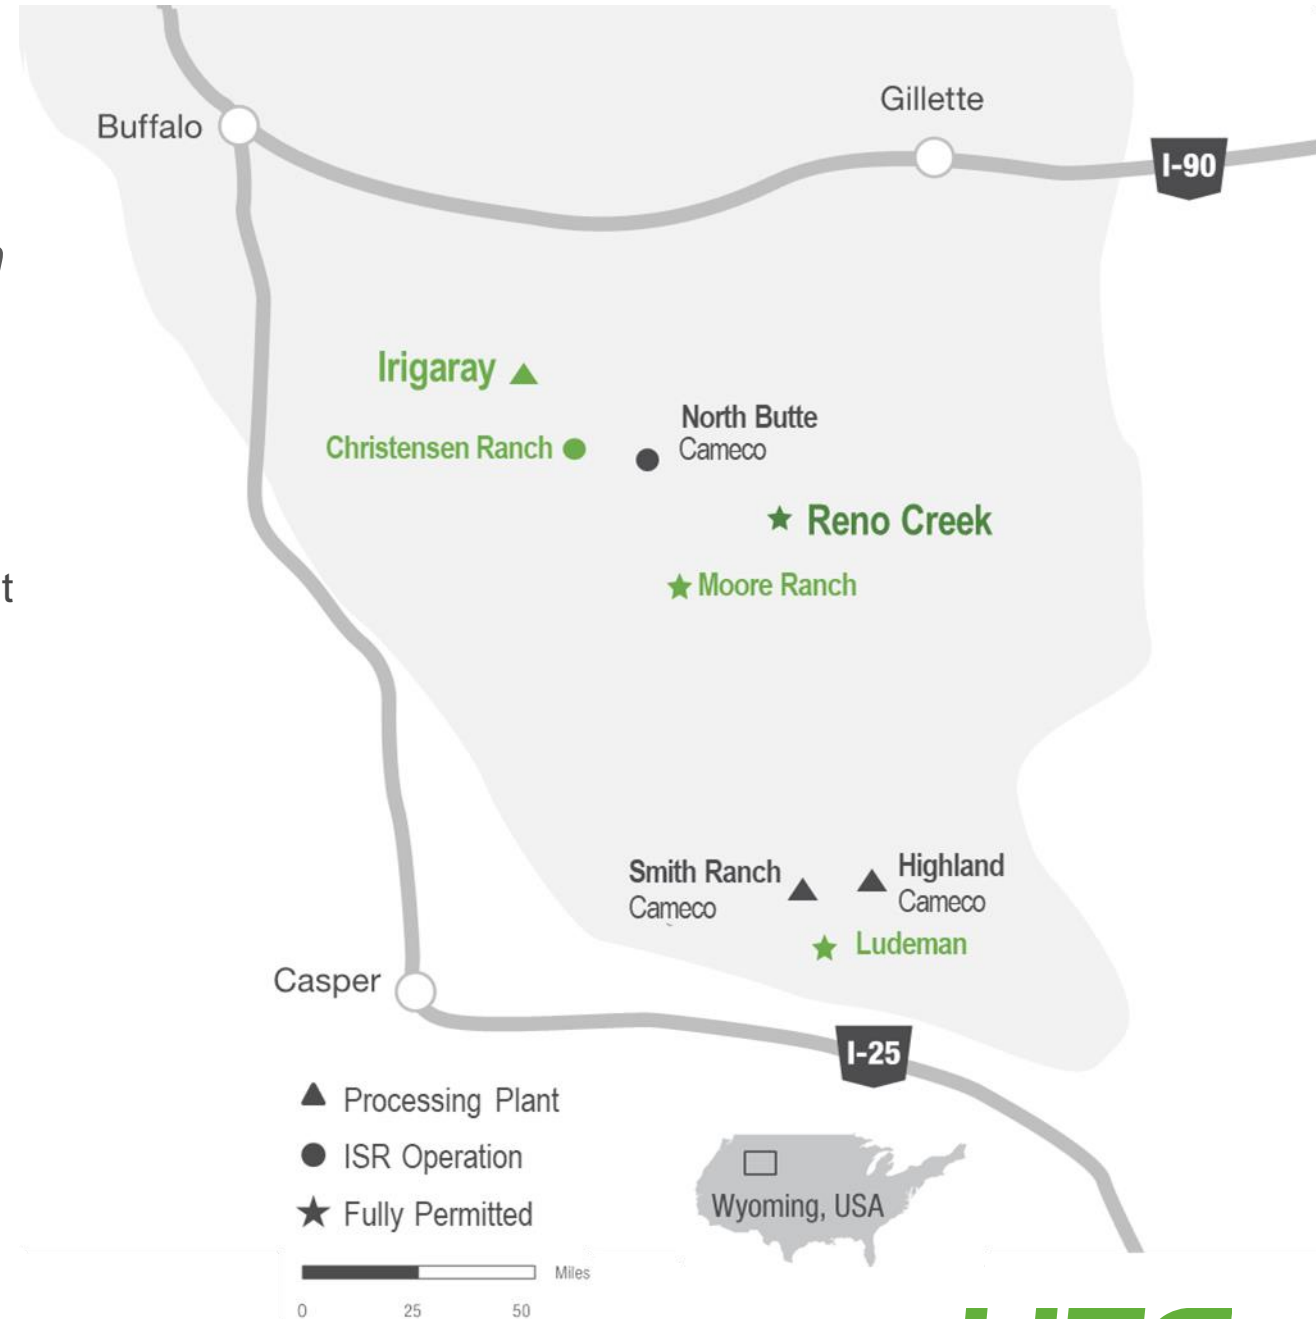 Gillette
Buffalo
I-90
Irigaray
North Butte
Christensen Ranch
Cameco
Reno Creek
t
Moore Ranch
Highland
Smith Ranch
Cameco
Cameco
Ludeman
Casper
I-25
Processing Plant
ISR Operation
Fully Permitted
Wyoming, USA
Miles
0 25 50